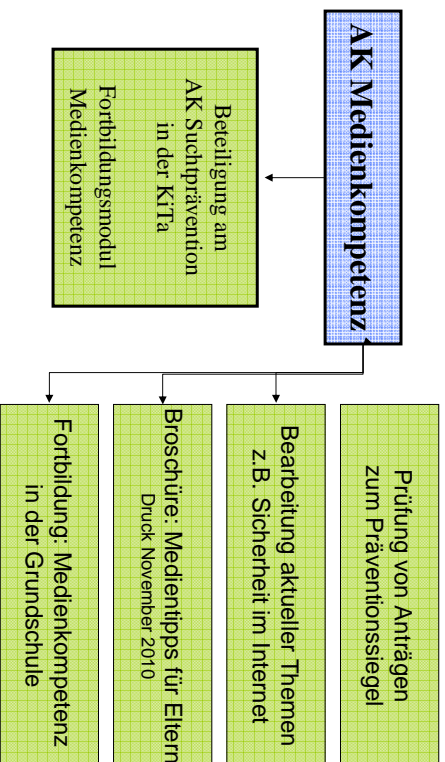 AK Medienkompetenz
Beteiligung am
AK Suchtprävention
in der KiTa
Fortbildungsmodul
Medienkompetenz
Prüfung von Anträgen
zum Präventionssiegel
Bearbeitung aktueller Themen
z.B. Sicherheit im Internet
Broschüre: Medientipps für Eltern
Druck November 2010
Fortbildung: Medienkompetenz
in der Grundschule